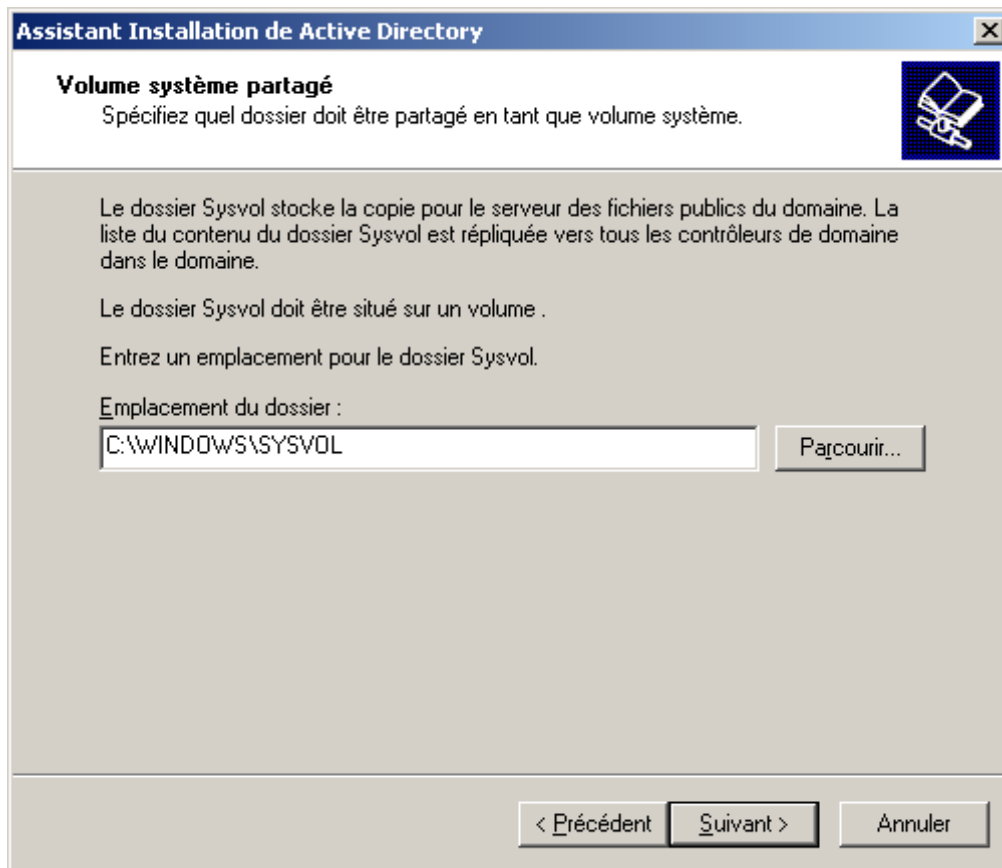 Assistant Installation de Active Directory
Volume système partagé
Spécifiez quel dossier doit être partagé en tant que volume système.
Le dossier Sysvol stocke la copie pour le serveur des fichiers publics du domaine. La
liste du contenu du dossier Sysvol est répliquée vers tous les contrôleurs de domaine
dans le domaine.
Le dossier Sysvol doit être situé sur un volume .
Entrez un emplacement pour le dossier Sysvol.
Emplacement du dossier :
C:\WINDOWS\SYSVOL
Parcourir...
< Précédent
Suivant >
Annuler